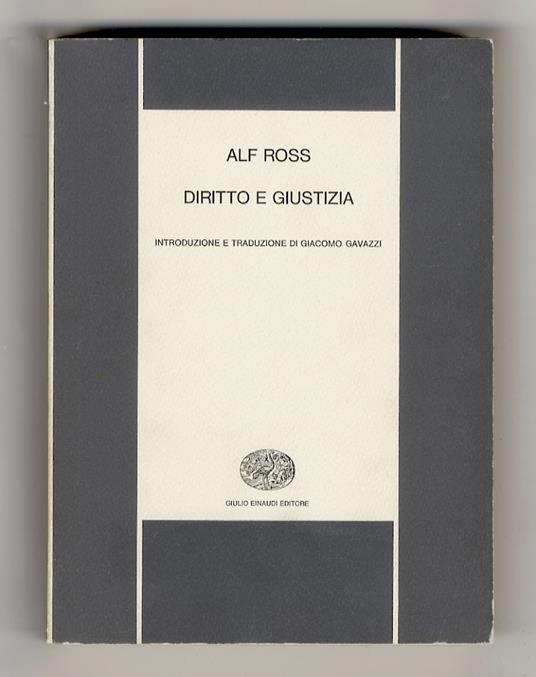 ALF ROSS
DIRITTO E GIUSTIZIA
INTRODUZIONE E TRADUZIONE DI GIACOMO GAVAZZI
GIULIO EINAUDI EDITORE